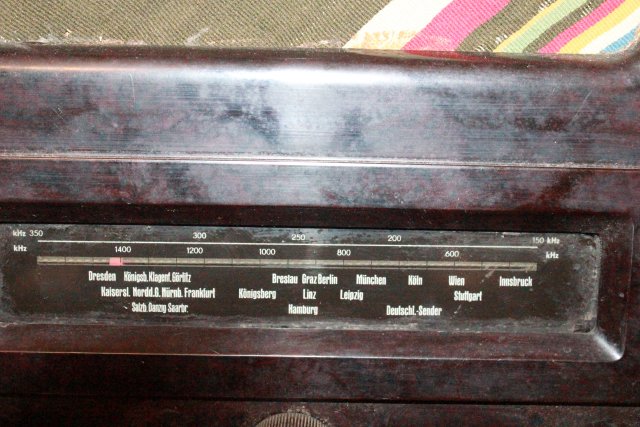 kHz 350 300 250 200 150 kHz
kHz 1400 1200 1000 800 600
Dresden Königsb. Klagenf. Görlitz Breslau Graz Berlin München Köln Wien Innsbruck
Kaisersl. Nordd.G. Nürnb. Frankfurt Königsberg Linz Leipzig Stuttgart
Salzb. Danzig Saarbr. Hamburg Deutschl.-Sender